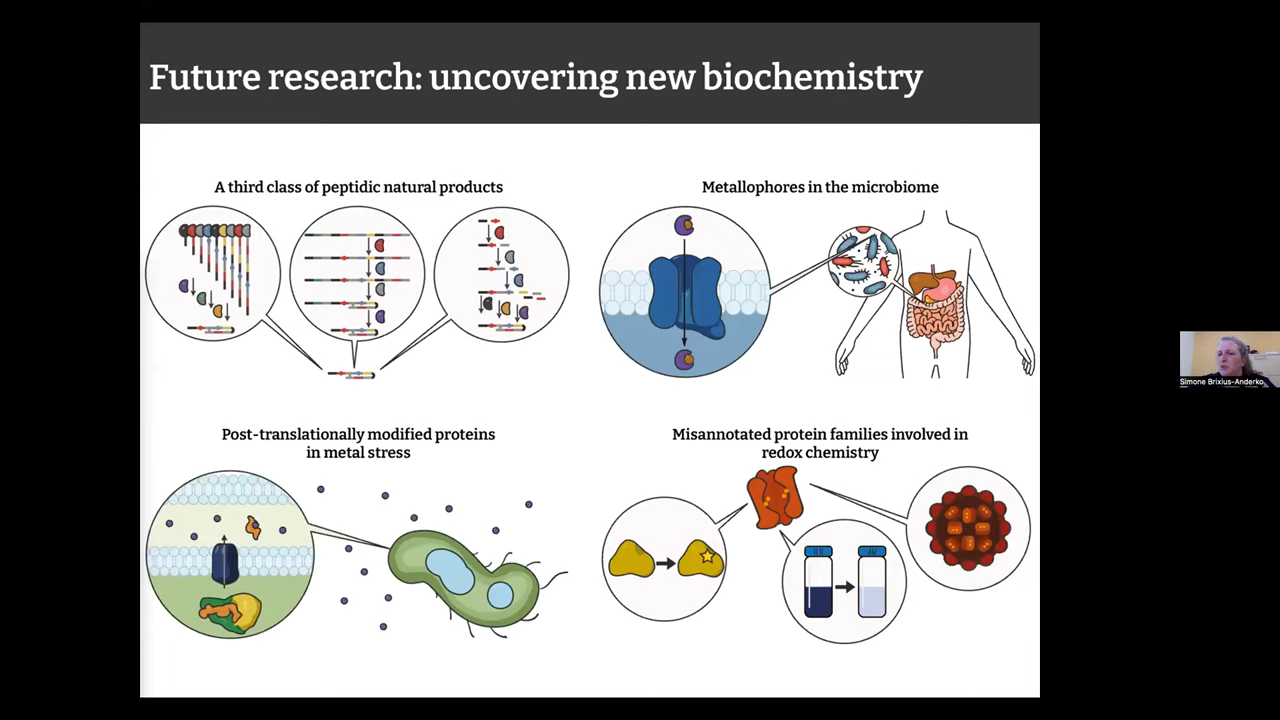 Future research: uncovering new biochemistry
A third class of peptidic natural products
Metallophores in the microbiome
Post-translationally modified proteins
in metal stress
Misannotated protein families involved in
redox chemistry
Simone Brixius-Anderko